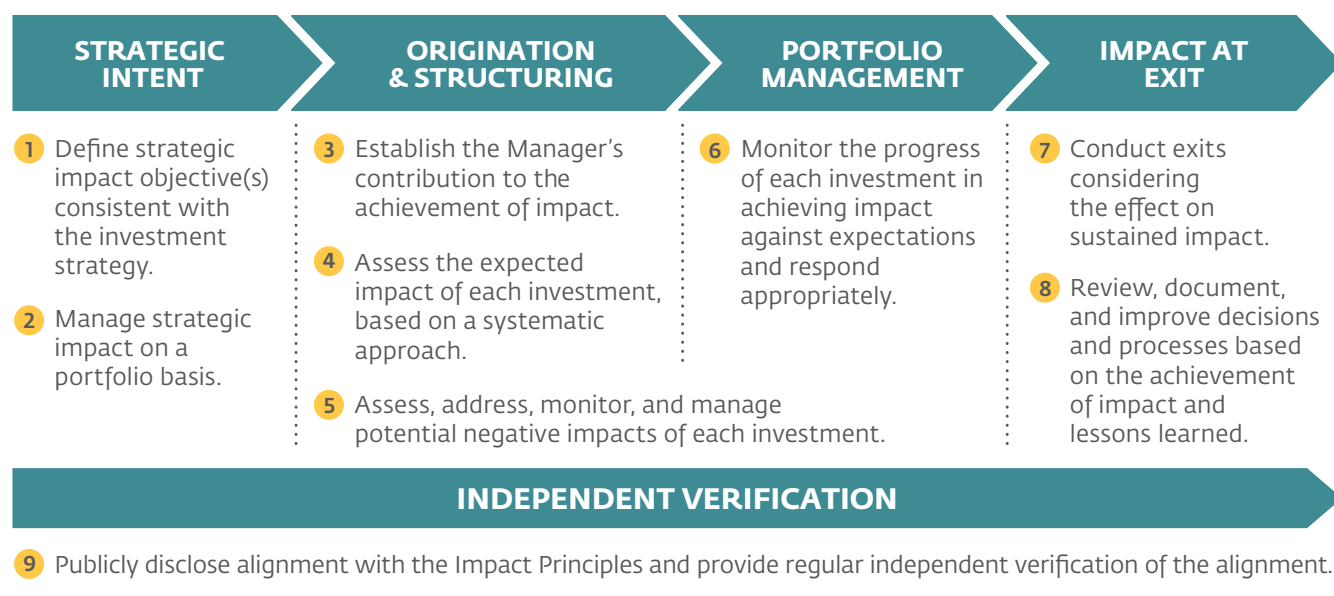 STRATEGIC
INTENT
ORIGINATION
& STRUCTURING
PORTFOLIO
MANAGEMENT
IMPACT AT
EXIT
1 Define strategic
impact objective(s)
consistent with
the investment
strategy.
2 Manage strategic
impact on a
portfolio basis.
3 Establish the Manager’s
contribution to the
achievement of impact.
4 Assess the expected
impact of each investment,
based on a systematic
approach.
5 Assess, address, monitor, and manage
potential negative impacts of each investment.
6 Monitor the progress
of each investment in
achieving impact
against expectations
and respond
appropriately.
7 Conduct exits
considering
the effect on
sustained impact.
8 Review, document,
and improve decisions
and processes based
on the achievement
of impact and
lessons learned.
INDEPENDENT VERIFICATION
9 Publicly disclose alignment with the Impact Principles and provide regular independent verification of the alignment.